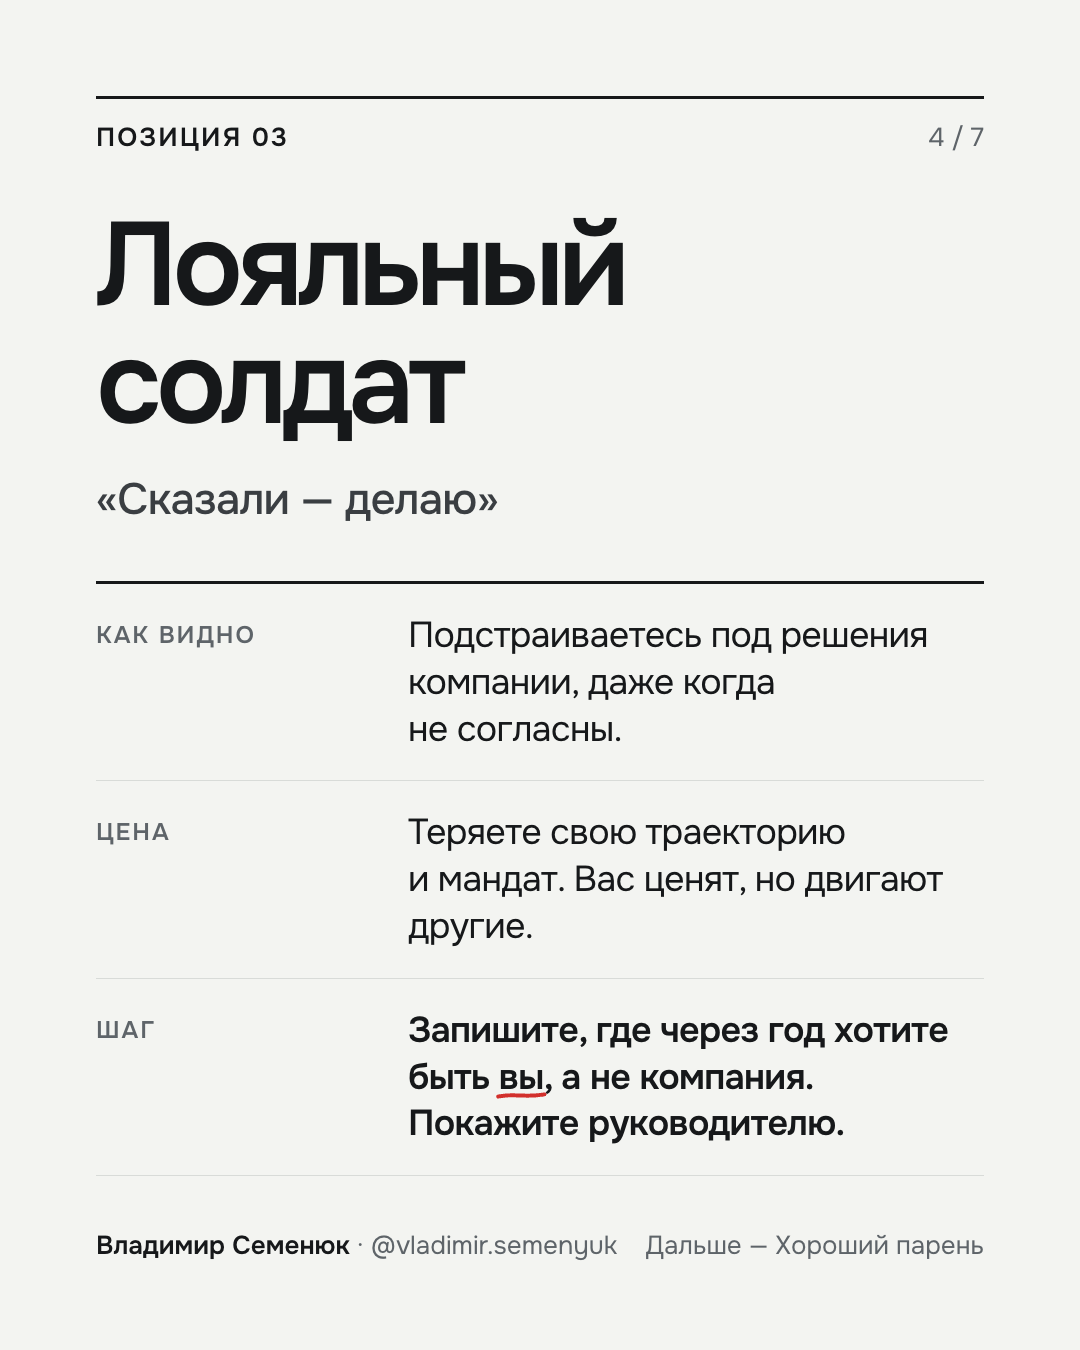 ПОЗИЦИЯ 03
4 / 7
Лояльный
солдат
«Сказали — делаю»
КАК ВИДНО
Подстраиваетесь под решения
компании, даже когда
не согласны.
ЦЕНА
Теряете свою траекторию
и мандат. Вас ценят, но двигают
другие.
ШАГ
Запишите, где через год хотите
быть вы, а не компания.
Покажите руководителю.
Владимир Семенюк · @vladimir.semenyuk
Дальше — Хороший парень